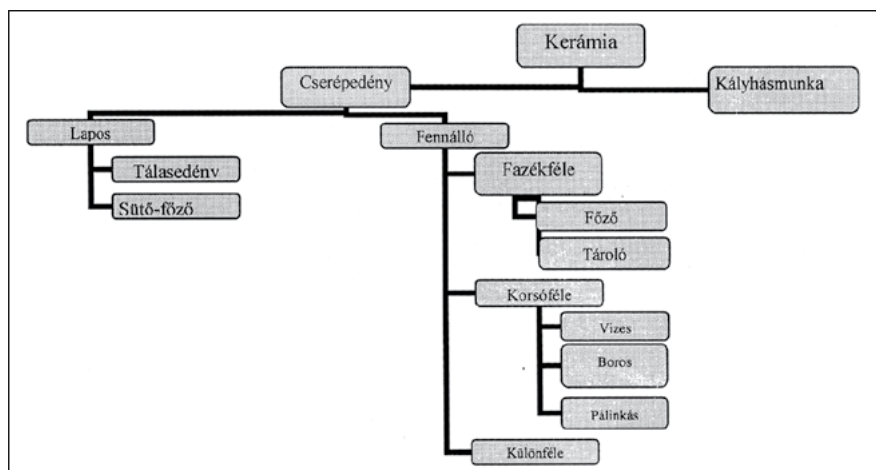 Kerámia
Cserépedény
Kályhásmunka
Lapos
Fennálló
Tálasedény
Fazékféle
Sütő-főző
Főző
Tároló
Korsóféle
Vizes
Boros
Pálinkás
Különféle